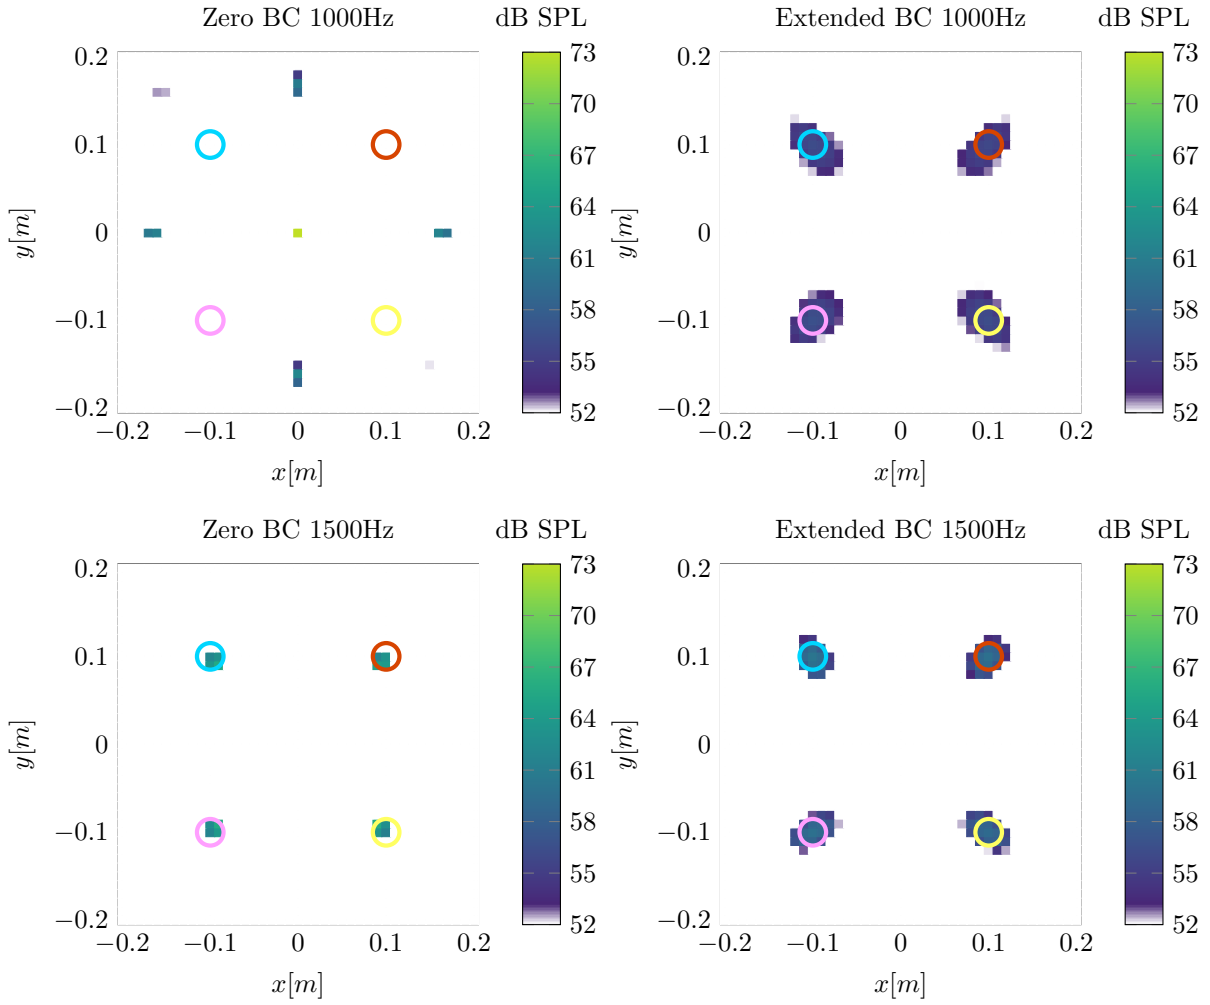 Zero BC 1000Hz
dB SPL
0.2
0.1
0
−0.1
−0.2
y[m]
−0.2 −0.1 0 0.1 0.2
x[m]
73
70
67
64
61
58
55
52
Extended BC 1000Hz
dB SPL
0.2
0.1
0
−0.1
−0.2
y[m]
−0.2 −0.1 0 0.1 0.2
x[m]
73
70
67
64
61
58
55
52
Zero BC 1500Hz
dB SPL
0.2
0.1
0
−0.1
−0.2
y[m]
−0.2 −0.1 0 0.1 0.2
x[m]
73
70
67
64
61
58
55
52
Extended BC 1500Hz
dB SPL
0.2
0.1
0
−0.1
−0.2
y[m]
−0.2 −0.1 0 0.1 0.2
x[m]
73
70
67
64
61
58
55
52